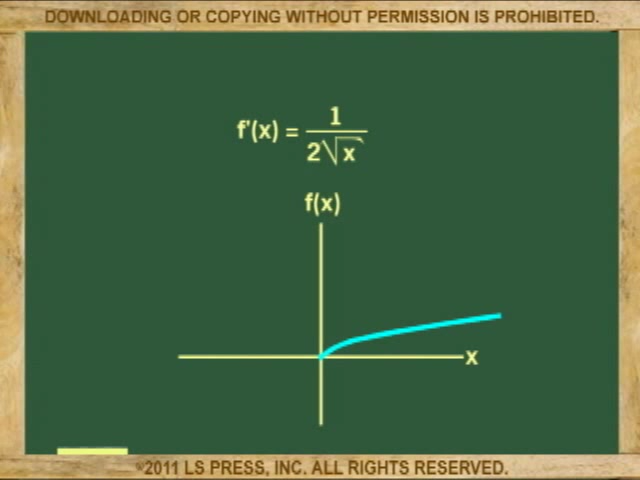 DOWNLOADING OR COPYING WITHOUT PERMISSION IS PROHIBITED.
f'(x) = 1/(2√x)
f(x)
x
©2011 LS PRESS, INC. ALL RIGHTS RESERVED.